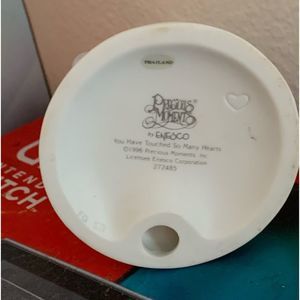 THAILAND
PRECIOUS
MOMENTS®
by ENESCO
You Have Touched So Many Hearts
©1996 Precious Moments, Inc.
Licensee Enesco Corporation
272485
NINTENDO